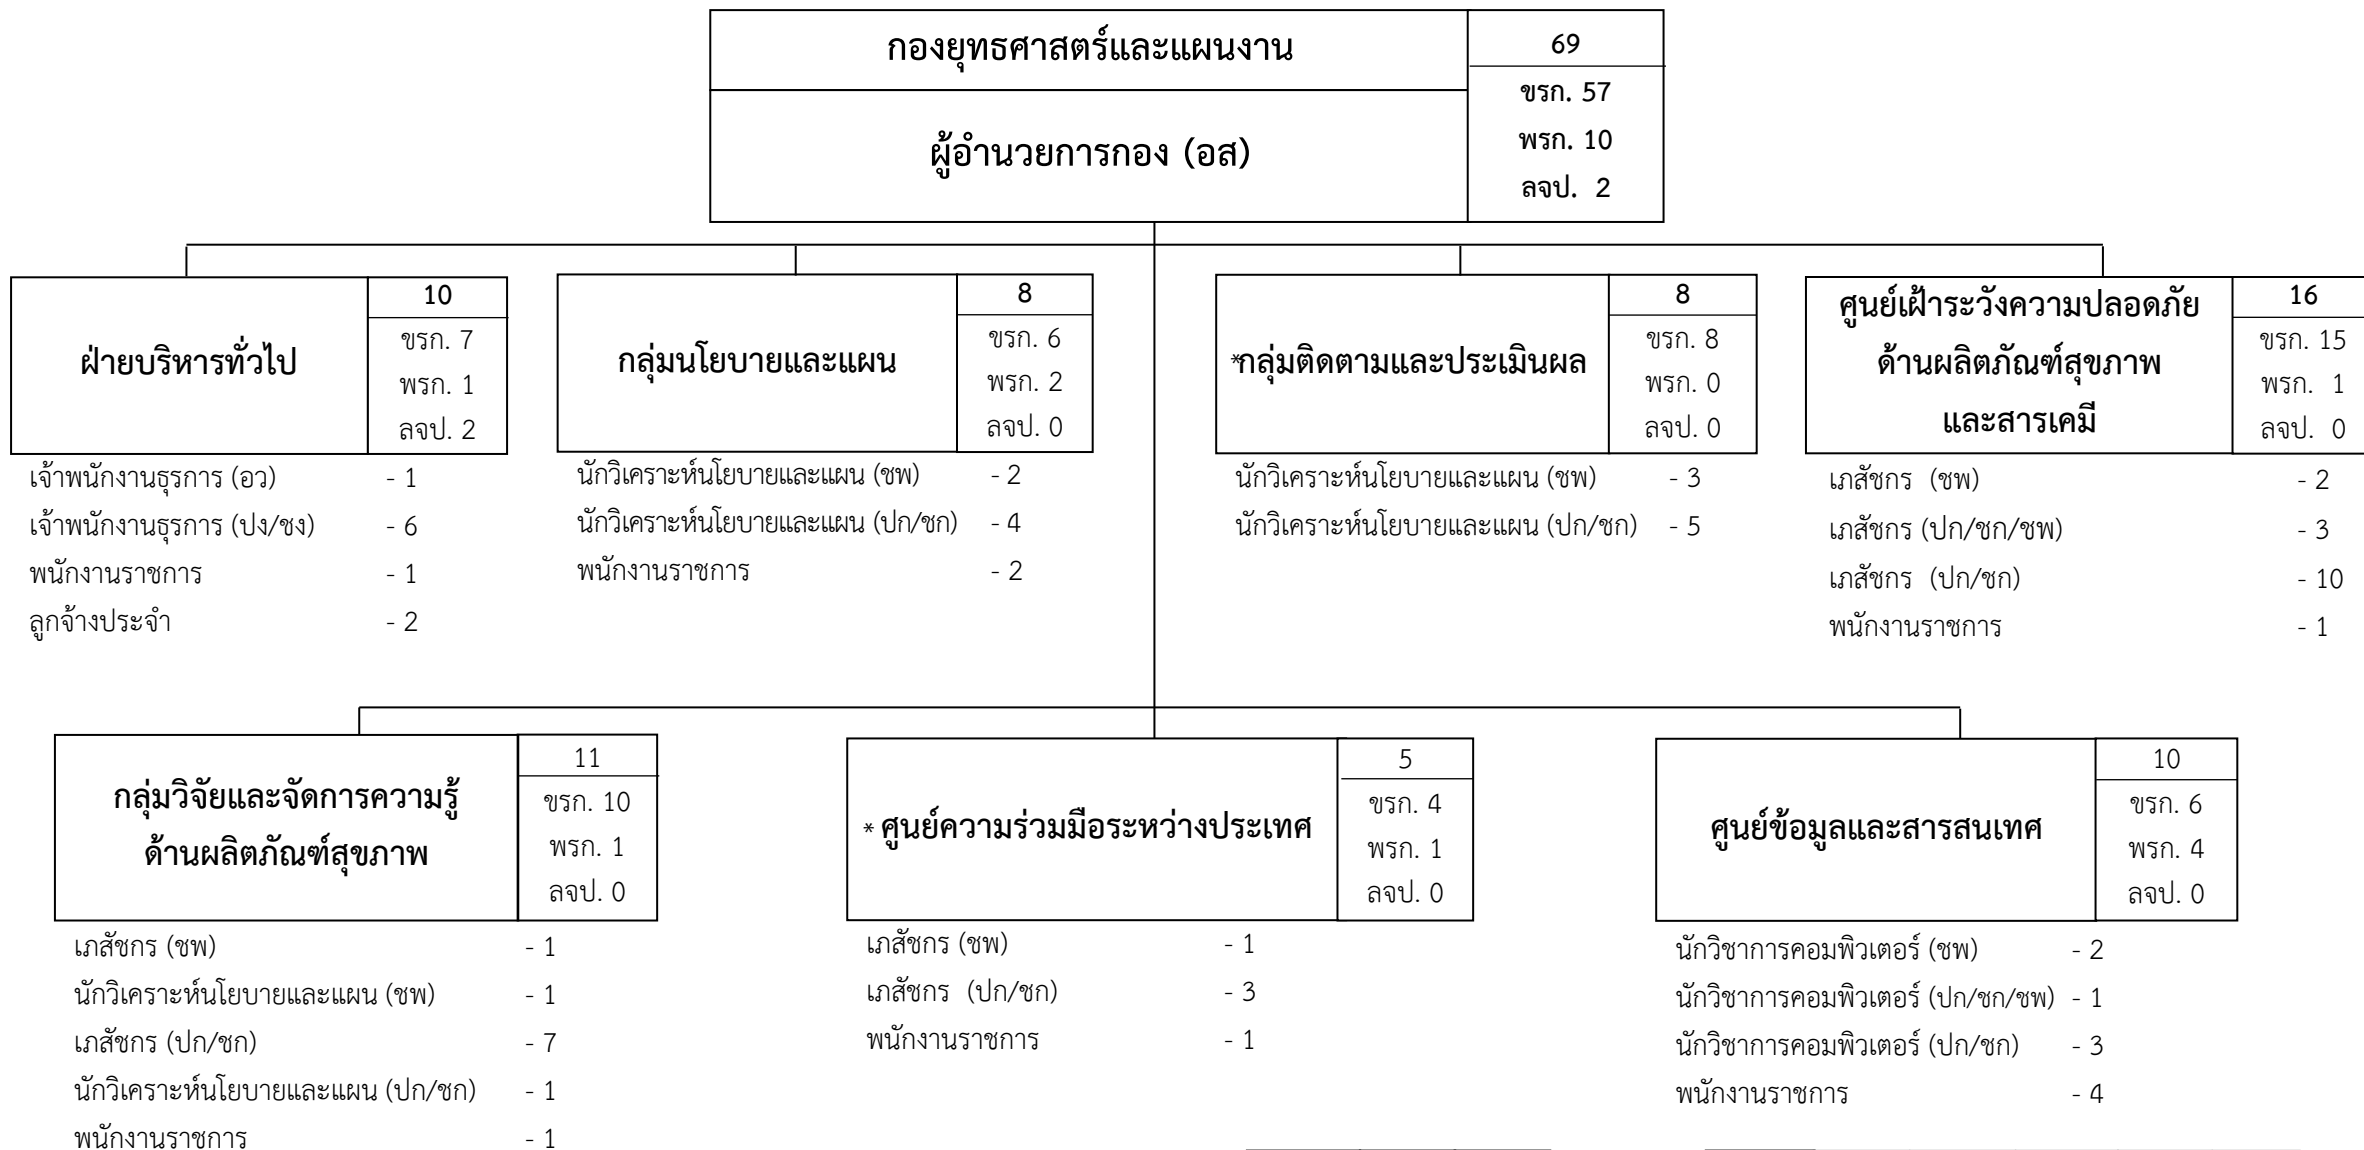 กองยุทธศาสตร์และแผนงาน
69
ผู้อำนวยการกอง (อส)
ขรก. 57
พรก. 10
ลจป. 2
ฝ่ายบริหารทั่วไป
10
ขรก. 7
พรก. 1
ลจป. 2
เจ้าพนักงานธุรการ (อว) - 1
เจ้าพนักงานธุรการ (ปง/ชง) - 6
พนักงานราชการ - 1
ลูกจ้างประจำ - 2
กลุ่มนโยบายและแผน
8
ขรก. 6
พรก. 2
ลจป. 0
นักวิเคราะห์นโยบายและแผน (ชพ) - 2
นักวิเคราะห์นโยบายและแผน (ปก/ชก) - 4
พนักงานราชการ - 2
*กลุ่มติดตามและประเมินผล
8
ขรก. 8
พรก. 0
ลจป. 0
นักวิเคราะห์นโยบายและแผน (ชพ) - 3
นักวิเคราะห์นโยบายและแผน (ปก/ชก) - 5
ศูนย์เฝ้าระวังความปลอดภัย
ด้านผลิตภัณฑ์สุขภาพ
และสารเคมี
16
ขรก. 15
พรก. 1
ลจป. 0
เภสัชกร (ชพ) - 2
เภสัชกร (ปก/ชก/ชพ) - 3
เภสัชกร (ปก/ชก) - 10
พนักงานราชการ - 1
กลุ่มวิจัยและจัดการความรู้
ด้านผลิตภัณฑ์สุขภาพ
11
ขรก. 10
พรก. 1
ลจป. 0
เภสัชกร (ชพ) - 1
นักวิเคราะห์นโยบายและแผน (ชพ) - 1
เภสัชกร (ปก/ชก) - 7
นักวิเคราะห์นโยบายและแผน (ปก/ชก) - 1
พนักงานราชการ - 1
* ศูนย์ความร่วมมือระหว่างประเทศ
5
ขรก. 4
พรก. 1
ลจป. 0
เภสัชกร (ชพ) - 1
เภสัชกร (ปก/ชก) - 3
พนักงานราชการ - 1
ศูนย์ข้อมูลและสารสนเทศ
10
ขรก. 6
พรก. 4
ลจป. 0
นักวิชาการคอมพิวเตอร์ (ชพ) - 2
นักวิชาการคอมพิวเตอร์ (ปก/ชก/ชพ) - 1
นักวิชาการคอมพิวเตอร์ (ปก/ชก) - 3
พนักงานราชการ - 4